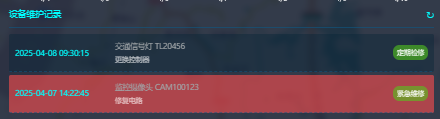 设备维护记录
↻
2025-04-08 09:30:15
交通信号灯 TL20456
更换控制器
定期检修
2025-04-07 14:22:45
监控摄像头 CAM100123
修复电路
紧急维修